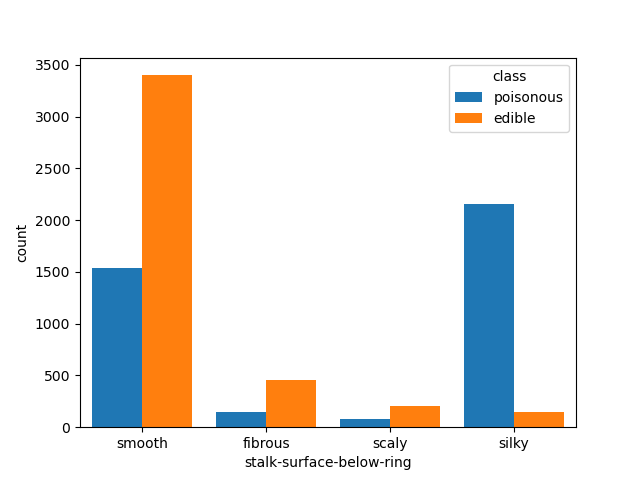 3500
3000
2500
2000
1500
1000
500
0
count
class
poisonous
edible
smooth fibrous scaly silky
stalk-surface-below-ring